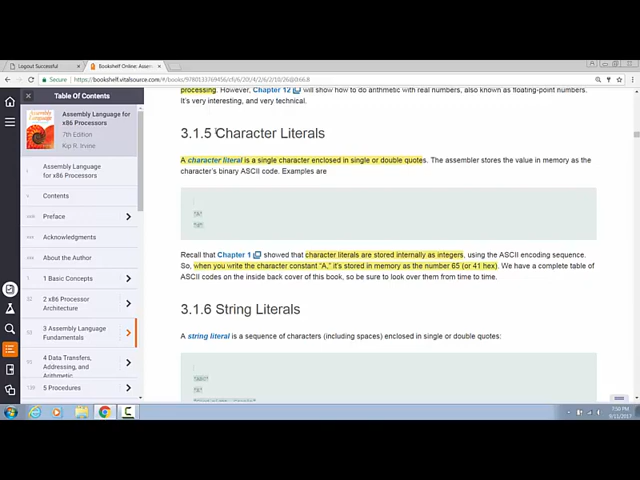 Logout Successful
Bookshelf Online: Assem
https://bookshelf.vitalsource.com/#/books/9780133769456/cfi/6/20!/4/2/6/2/10/26@0:66.8
Table Of Contents
Assembly Language for
x86 Processors
7th Edition
Kip R. Irvine
Assembly Language
for x86 Processors
Contents
Preface
Acknowledgments
About the Author
1 Basic Concepts
2 x86 Processor
Architecture
3 Assembly Language
Fundamentals
4 Data Transfers,
Addressing, and
Arithmetic
5 Procedures
processing. However, Chapter 12 will show how to do arithmetic with real numbers, also known as floating-point numbers.
It's very interesting, and very technical.
3.1.5 Character Literals
A character literal is a single character enclosed in single or double quotes. The assembler stores the value in memory as the
character's binary ASCII code. Examples are
'A'
Recall that Chapter 1 showed that character literals are stored internally as integers, using the ASCII encoding sequence.
So, when you write the character constant "A," it's stored in memory as the number 65 (or 41 hex). We have a complete table of
ASCII codes on the inside back cover of this book, so be sure to look over them from time to time.
3.1.6 String Literals
A string literal is a sequence of characters (including spaces) enclosed in single or double quotes:
'ABC'
7:50 PM
9/11/2017